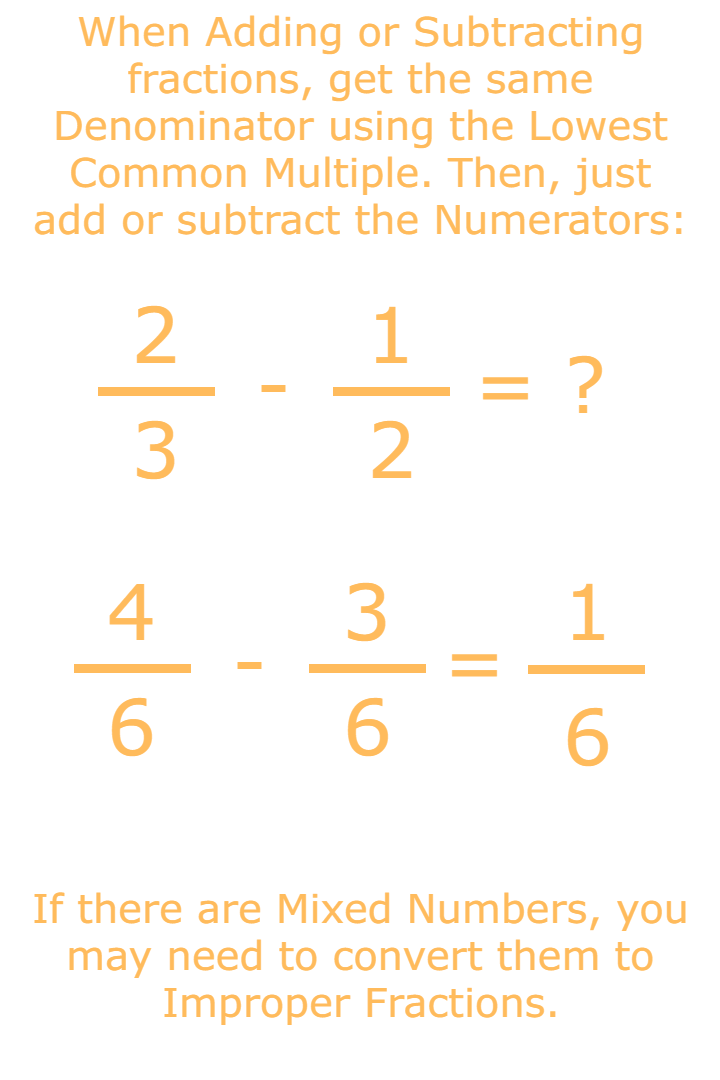 When Adding or Subtracting
fractions, get the same
Denominator using the Lowest
Common Multiple. Then, just
add or subtract the Numerators:
2/3 - 1/2 = ?
4/6 - 3/6 = 1/6
If there are Mixed Numbers, you
may need to convert them to
Improper Fractions.